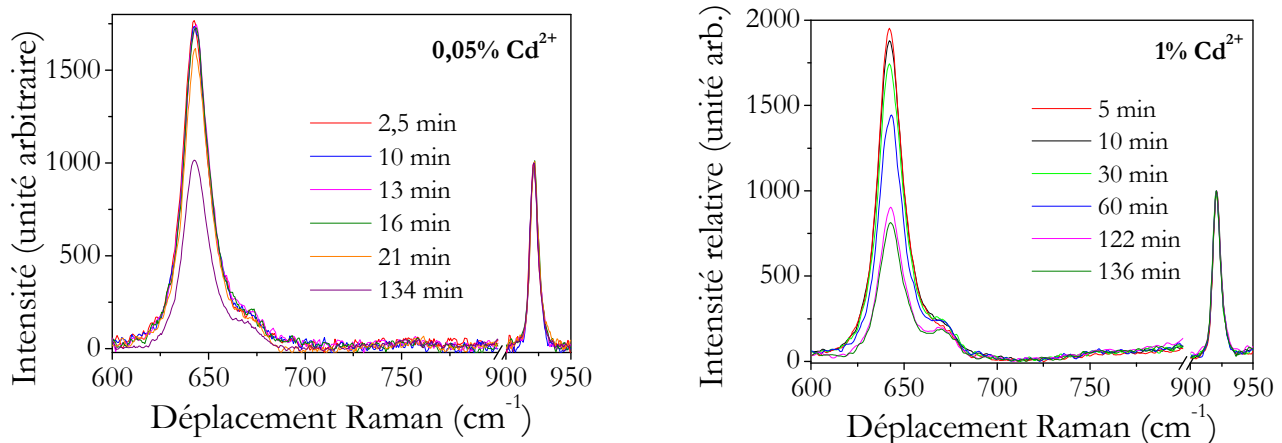 0,05% Cd²⁺
Intensité (unité arbitraire)
1500
1000
500
0
2,5 min
10 min
13 min
16 min
21 min
134 min
600 650 700 750 900 950
Déplacement Raman (cm⁻¹)
1% Cd²⁺
Intensité relative (unité arb.)
2000
1500
1000
500
0
5 min
10 min
30 min
60 min
122 min
136 min
600 650 700 750 900 950
Déplacement Raman (cm⁻¹)